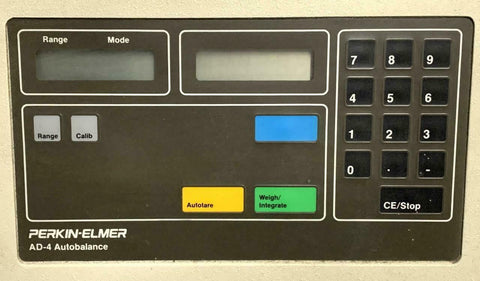 Range Mode
7 8 9
4 5 6
Range Calib
1 2 3
0 . -
Autotare
Weigh/
Integrate
CE/Stop
PERKIN-ELMER
AD-4 Autobalance